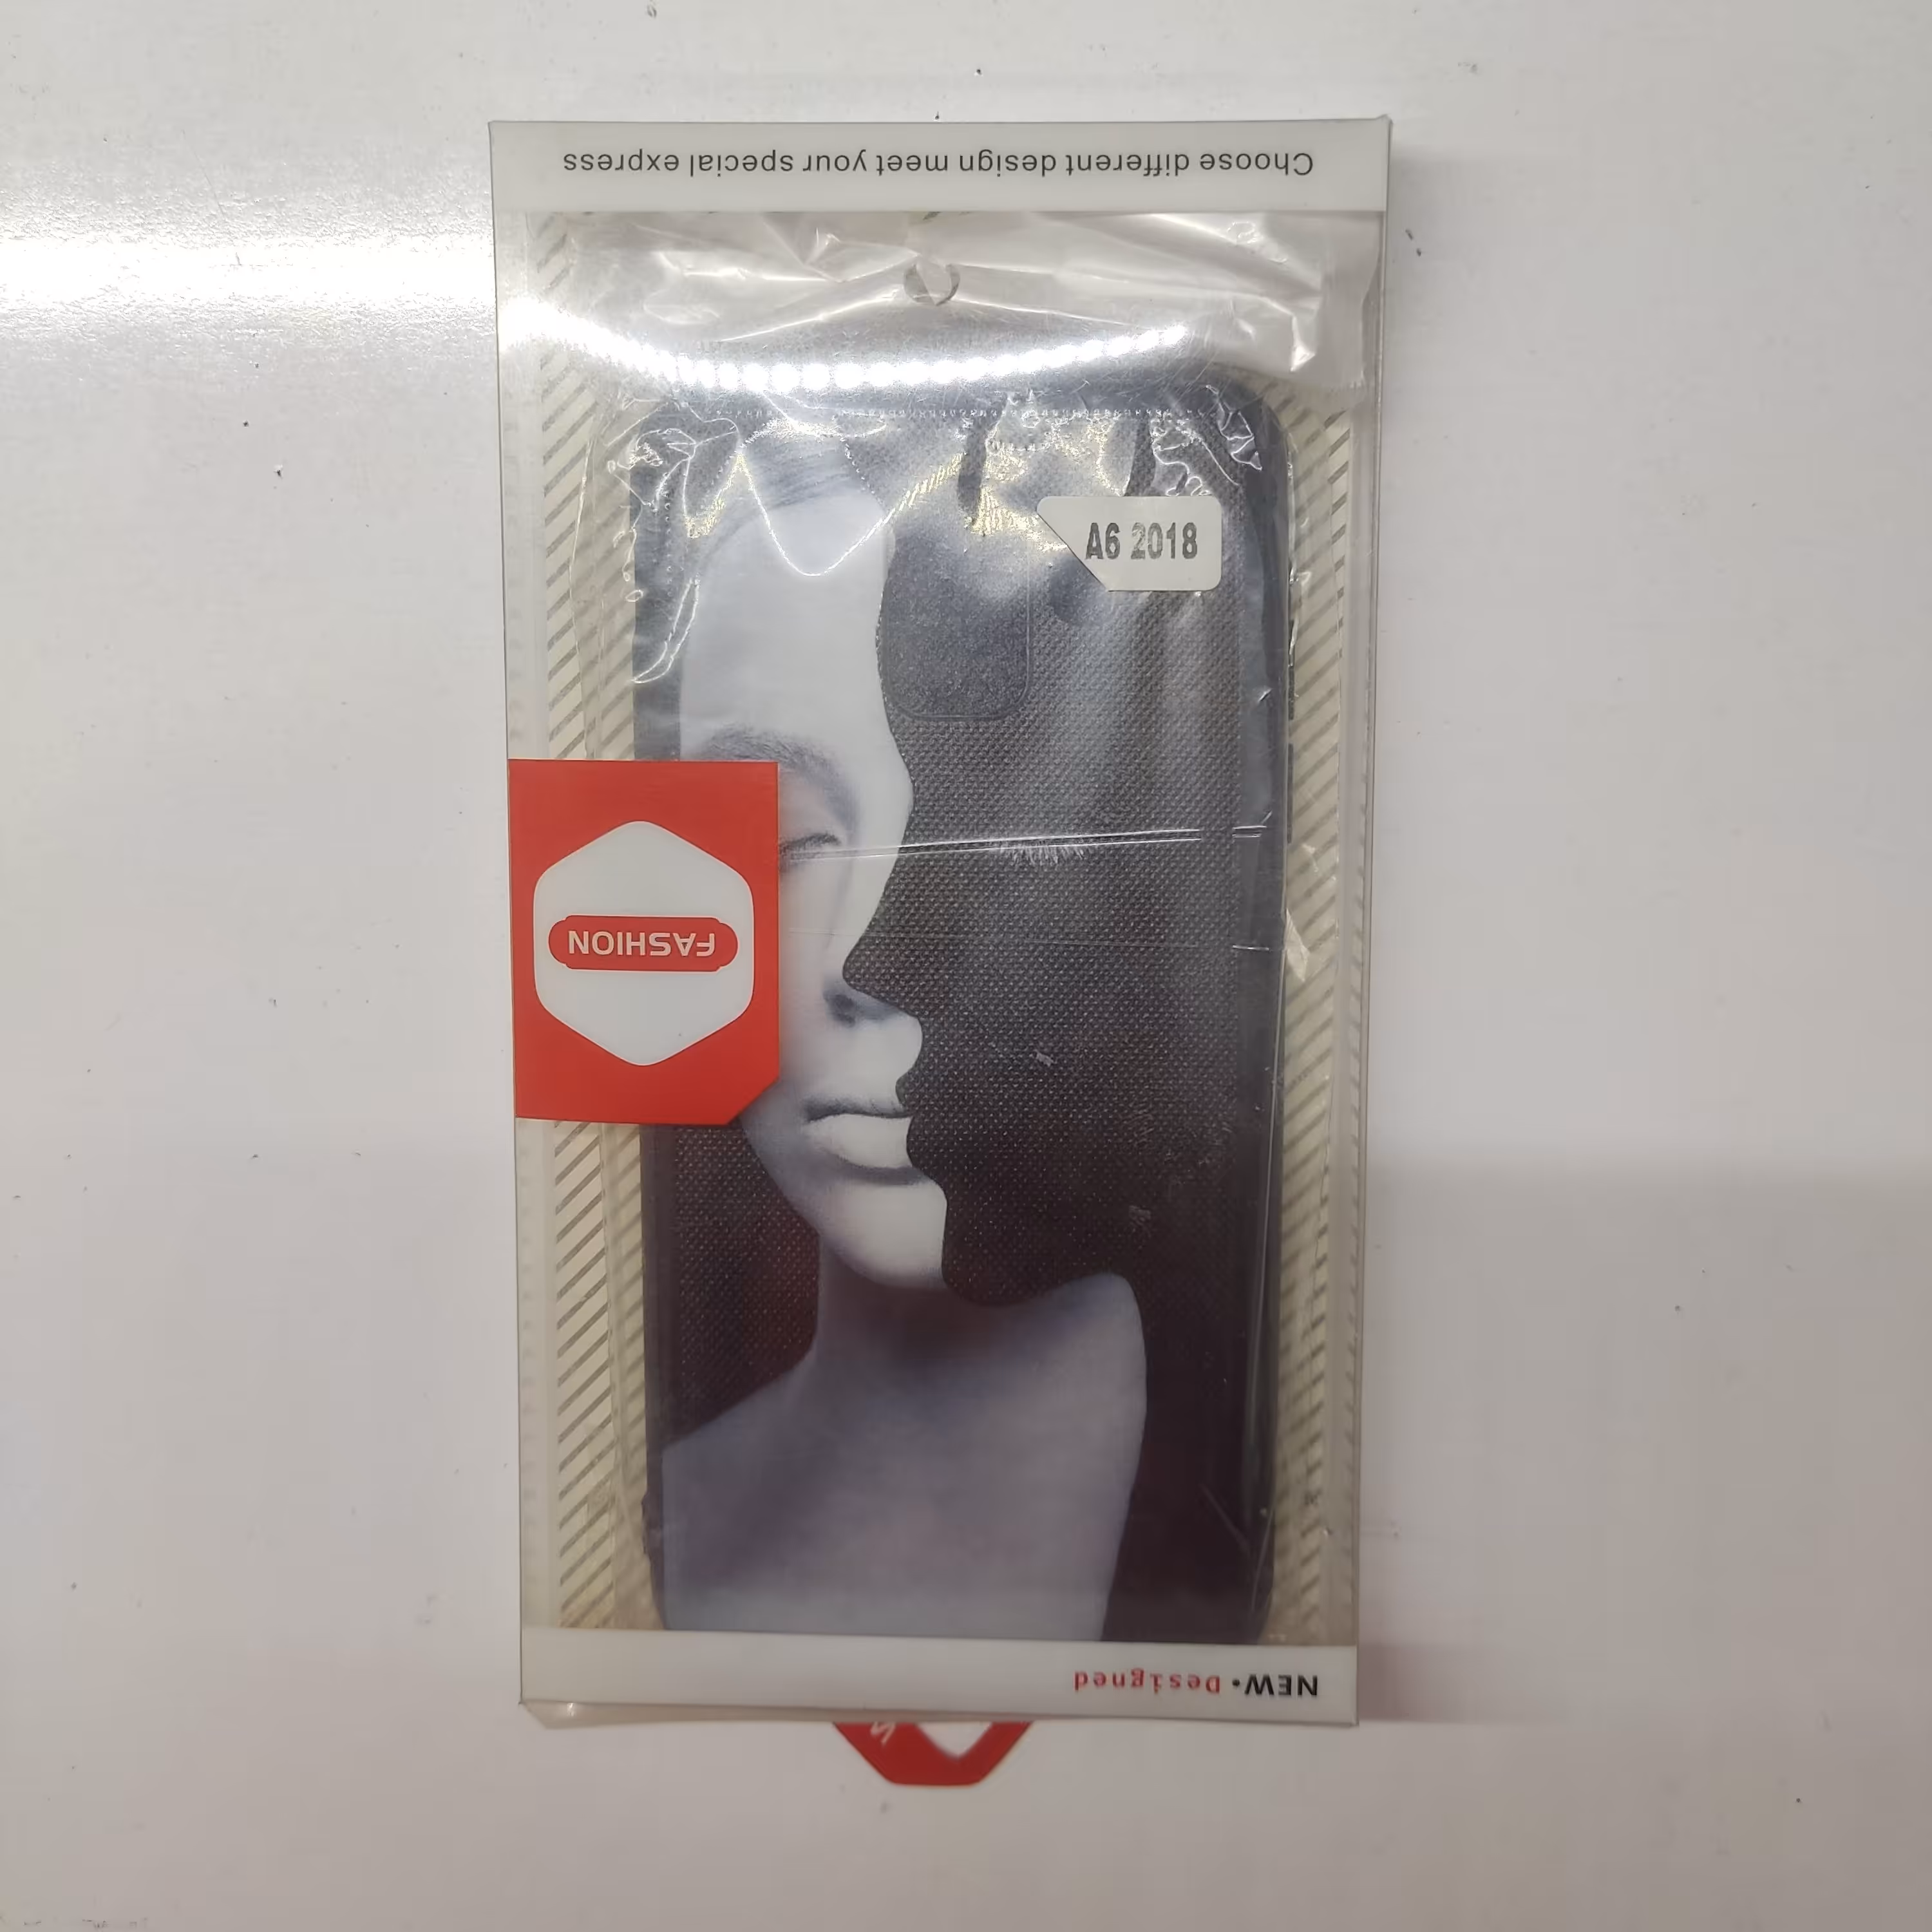 Choose different design meet your special express
A6 2018
FASHION
NEW • Designed